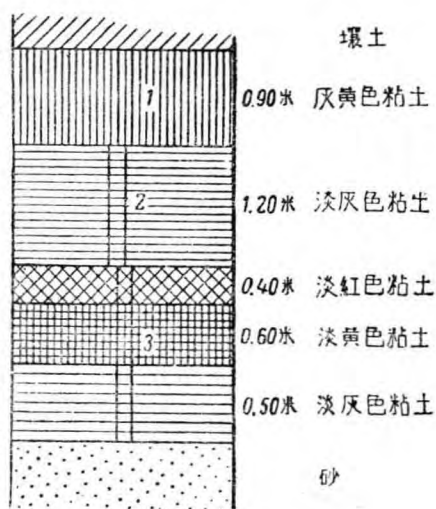 壤土
1 0.90米 灰黄色粘土
2 1.20米 淡灰色粘土
0.40米 淡紅色粘土
3 0.60米 淡黄色粘土
0.50米 淡灰色粘土
砂